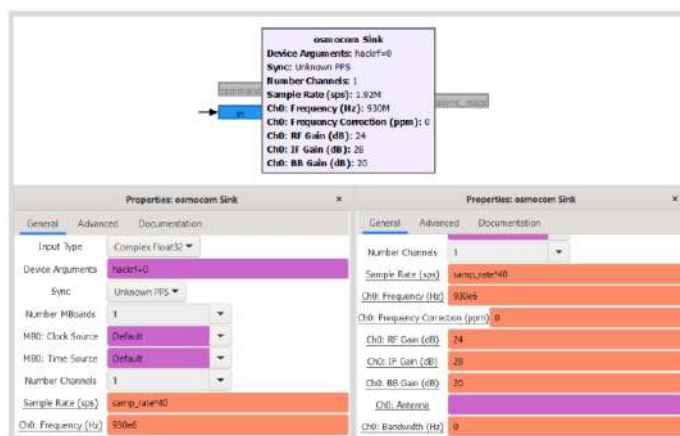 osmocom Sink
Device Arguments: hackrf=0
Sync: Unknown PPS
Number Channels: 1
Sample Rate (sps): 1.92M
Ch0: Frequency (Hz): 930M
Ch0: Frequency Correction (ppm): 0
Ch0: RF Gain (dB): 24
Ch0: IF Gain (dB): 28
Ch0: BB Gain (dB): 20
command
in
Properties: osmocom Sink ×
General Advanced Documentation
Input Type Complex Float32
Device Arguments hackrf=0
Sync Unknown PPS
Number MBoards 1
MB0: Clock Source Default
MB0: Time Source Default
Number Channels 1
Sample Rate (sps) samp_rate*40
Ch0: Frequency (Hz) 930e6
Properties: osmocom Sink ×
General Advanced Documentation
Number Channels 1
Sample Rate (sps) samp_rate*40
Ch0: Frequency (Hz) 930e6
Ch0: Frequency Correction (ppm) 0
Ch0: RF Gain (dB) 24
Ch0: IF Gain (dB) 28
Ch0: BB Gain (dB) 20
Ch0: Antenna
Ch0: Bandwidth (Hz) 0